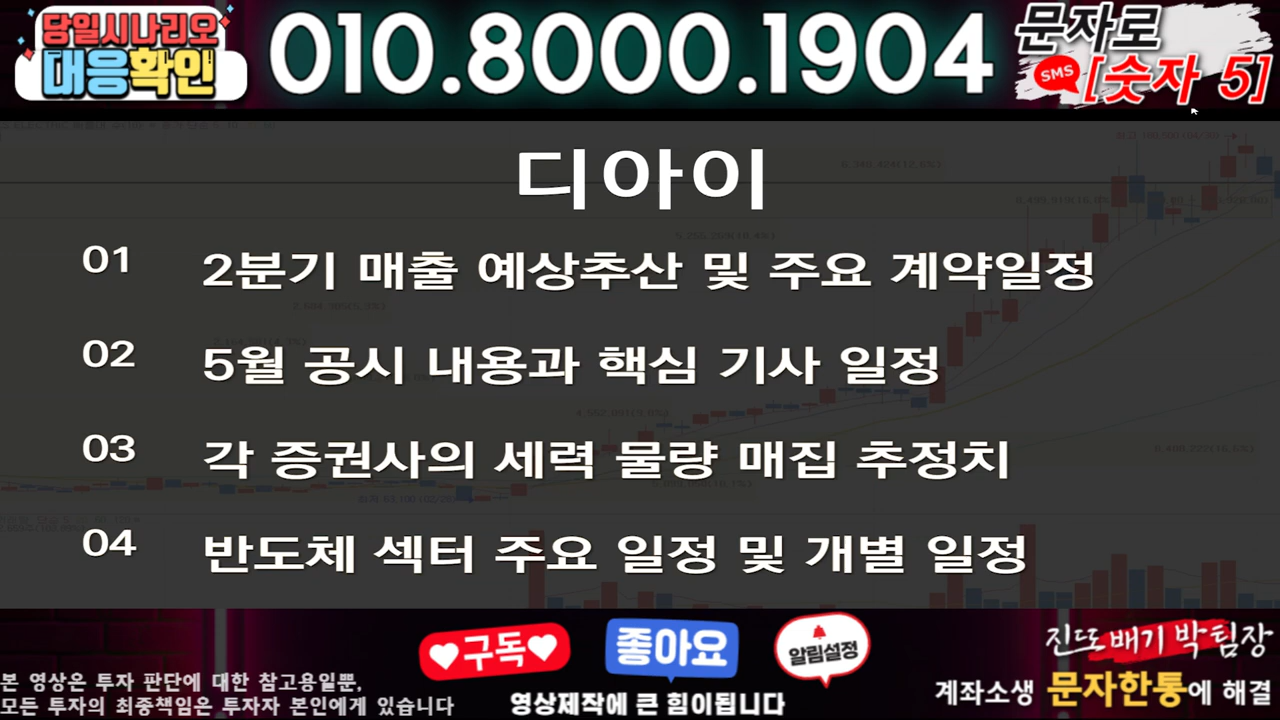 당일시나리오
대응확인
010.8000.1904
문자로
SMS [숫자 5]
디아이
01 2분기 매출 예상추산 및 주요 계약일정
02 5월 공시 내용과 핵심 기사 일정
03 각 증권사의 세력 물량 매집 추정치
04 반도체 섹터 주요 일정 및 개별 일정
구독
좋아요
알림설정
영상제작에 큰 힘이됩니다
본 영상은 투자 판단에 대한 참고용일뿐,
모든 투자의 최종책임은 투자자 본인에게 있습니다
진또배기 박팀장
계좌소생 문자한통에 해결